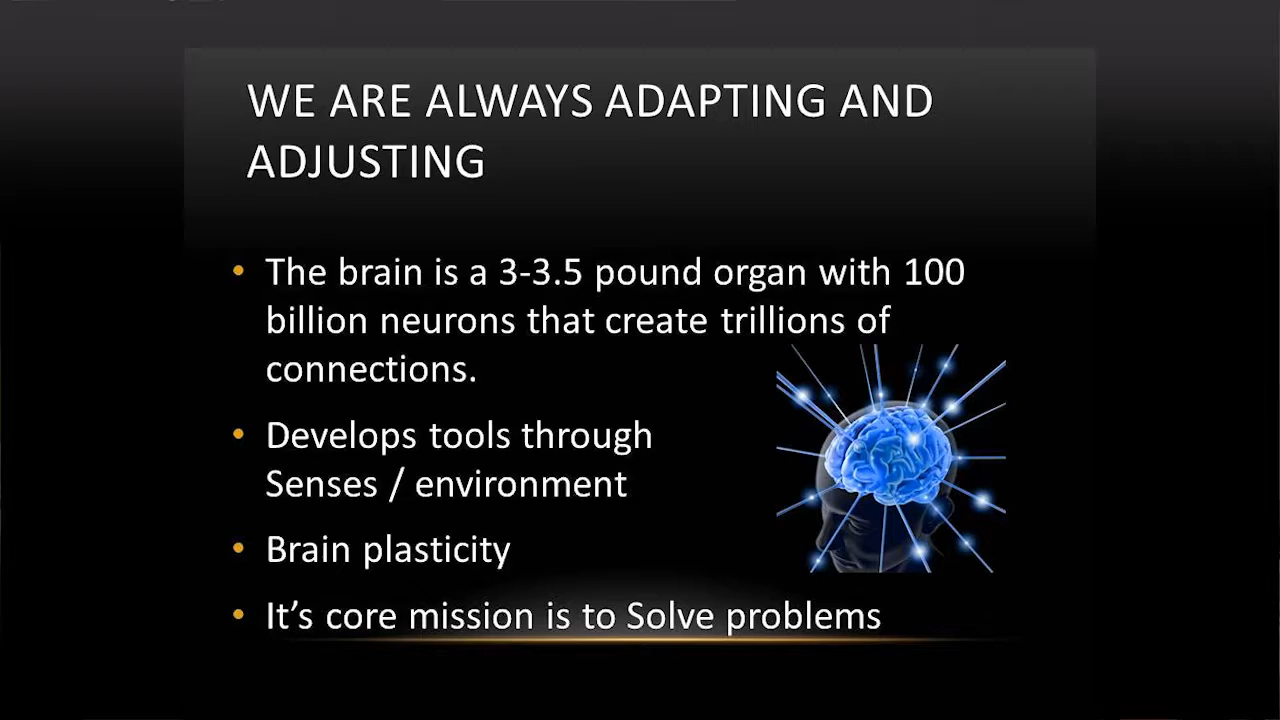 WE ARE ALWAYS ADAPTING AND
ADJUSTING
• The brain is a 3-3.5 pound organ with 100
billion neurons that create trillions of
connections.
• Develops tools through
Senses / environment
• Brain plasticity
• It’s core mission is to Solve problems